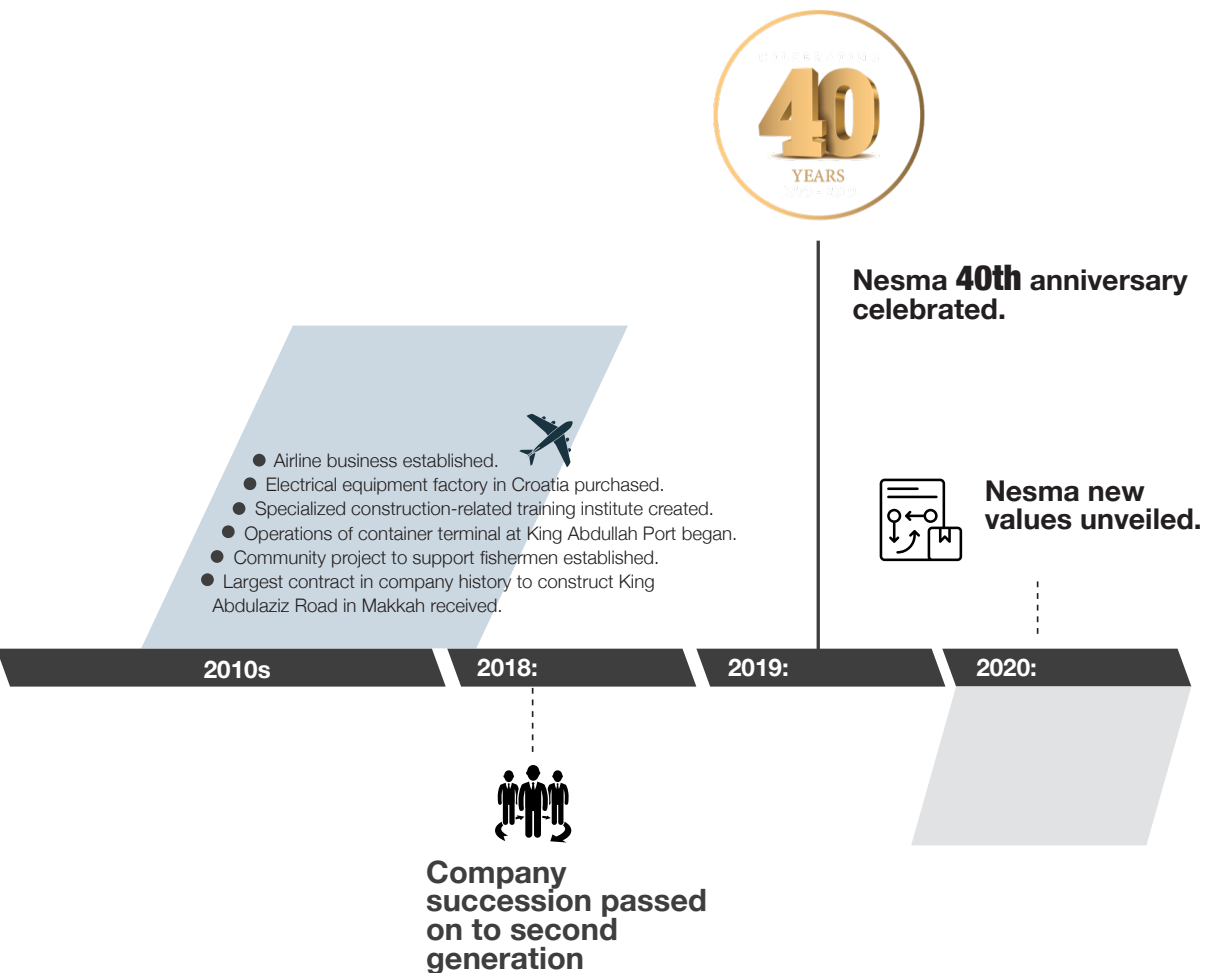 CELEBRATING
40
YEARS
Nesma 40th anniversary
celebrated.
● Airline business established.
● Electrical equipment factory in Croatia purchased.
● Specialized construction-related training institute created.
● Operations of container terminal at King Abdullah Port began.
● Community project to support fishermen established.
● Largest contract in company history to construct King
Abdulaziz Road in Makkah received.
Nesma new
values unveiled.
2010s
2018:
2019:
2020:
Company
succession passed
on to second
generation